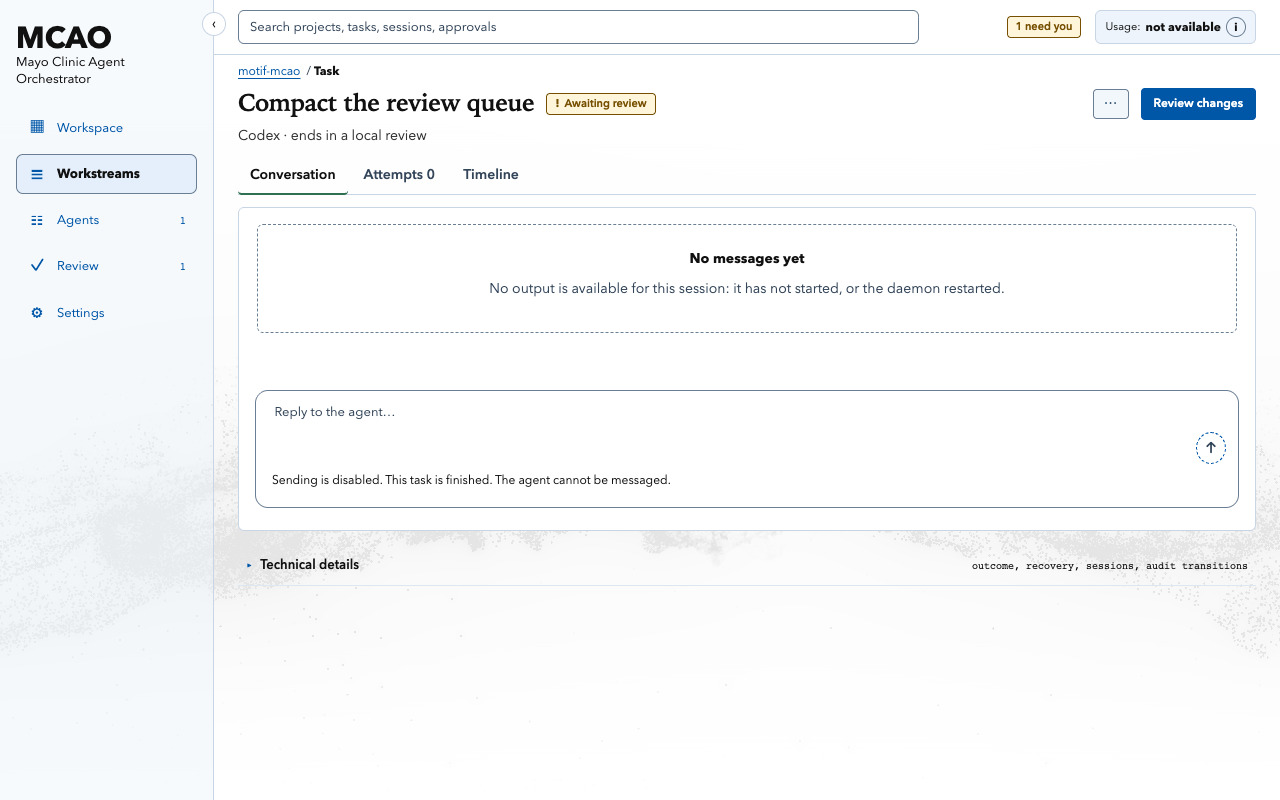 MCAO
Mayo Clinic Agent
Orchestrator
Workspace
Workstreams
Agents 1
Review 1
Settings
Search projects, tasks, sessions, approvals
1 need you
Usage: not available i
motif-mcao / Task
Compact the review queue
! Awaiting review
...
Review changes
Codex · ends in a local review
Conversation
Attempts 0
Timeline
No messages yet
No output is available for this session: it has not started, or the daemon restarted.
Reply to the agent…
Sending is disabled. This task is finished. The agent cannot be messaged.
Technical details
outcome, recovery, sessions, audit transitions